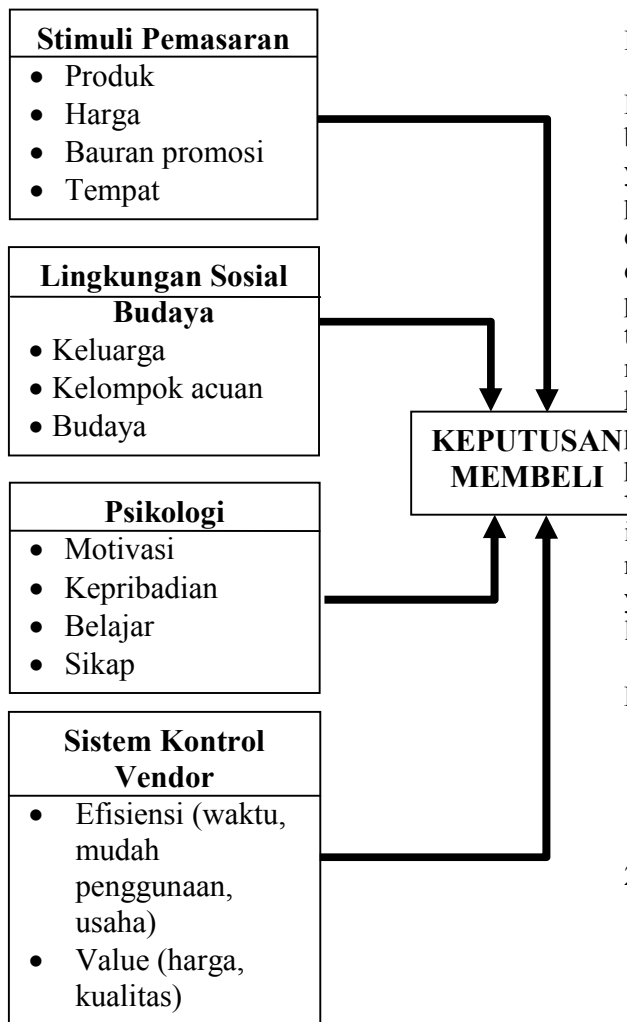 Stimuli Pemasaran
• Produk
• Harga
• Bauran promosi
• Tempat
Lingkungan Sosial
Budaya
• Keluarga
• Kelompok acuan
• Budaya
KEPUTUSAN
MEMBELI
Psikologi
• Motivasi
• Kepribadian
• Belajar
• Sikap
Sistem Kontrol
Vendor
• Efisiensi (waktu,
mudah
penggunaan,
usaha)
• Value (harga,
kualitas)